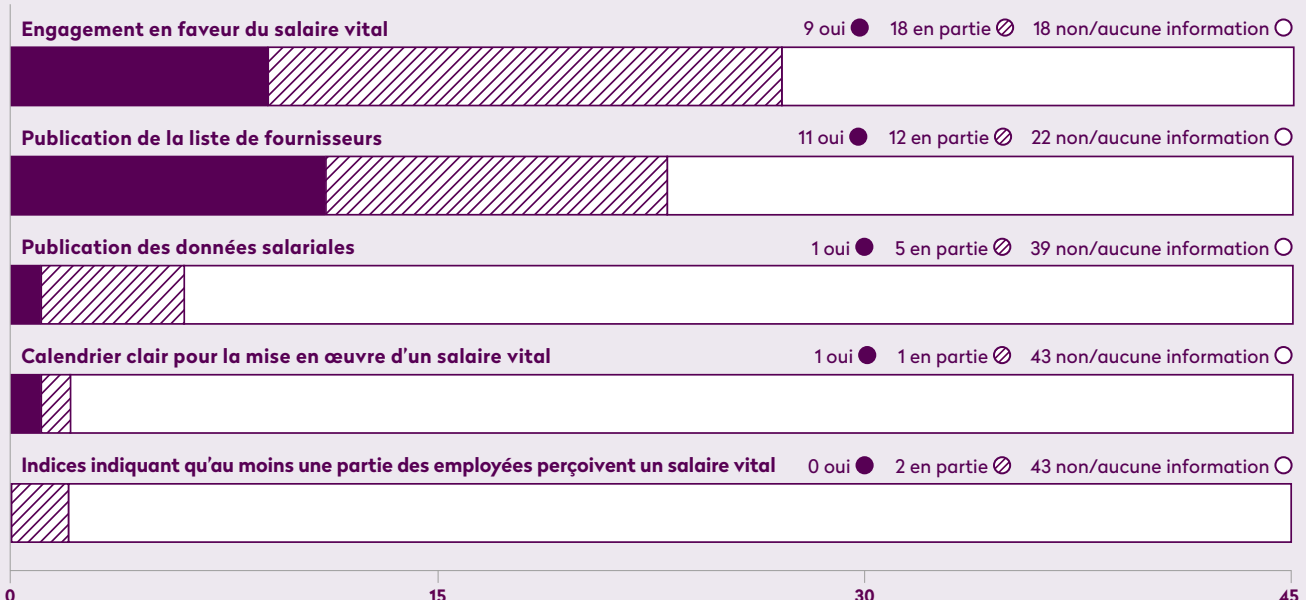 Engagement en faveur du salaire vital 9 oui 18 en partie 18 non/aucune information
Publication de la liste de fournisseurs 11 oui 12 en partie 22 non/aucune information
Publication des données salariales 1 oui 5 en partie 39 non/aucune information
Calendrier clair pour la mise en œuvre d'un salaire vital 1 oui 1 en partie 43 non/aucune information
Indices indiquant qu'au moins une partie des employées perçoivent un salaire vital 0 oui 2 en partie 43 non/aucune information
0 15 30 45